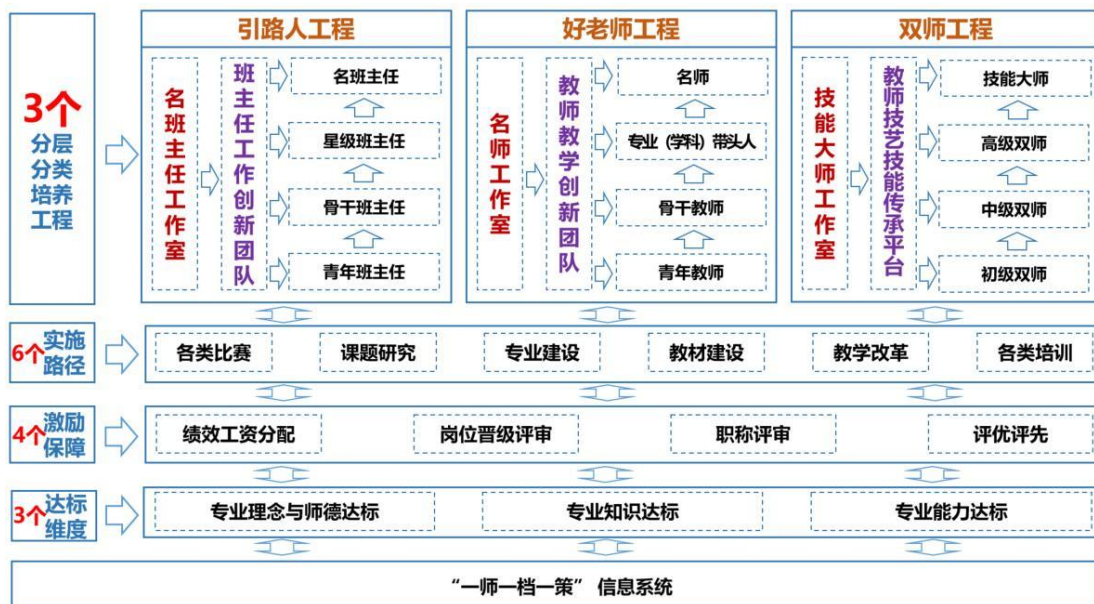 3个
分层
分类
培养
工程
引路人工程
名班主任工作室
班主任工作创新团队
名班主任
星级班主任
骨干班主任
青年班主任
好老师工程
名师工作室
教师教学创新团队
名师
专业（学科）带头人
骨干教师
青年教师
双师工程
技能大师工作室
教师技艺技能传承平台
技能大师
高级双师
中级双师
初级双师
6个实施路径
各类比赛
课题研究
专业建设
教材建设
教学改革
各类培训
4个激励保障
绩效工资分配
岗位晋级评审
职称评审
评优评先
3个达标维度
专业理念与师德达标
专业知识达标
专业能力达标
“一师一档一策” 信息系统